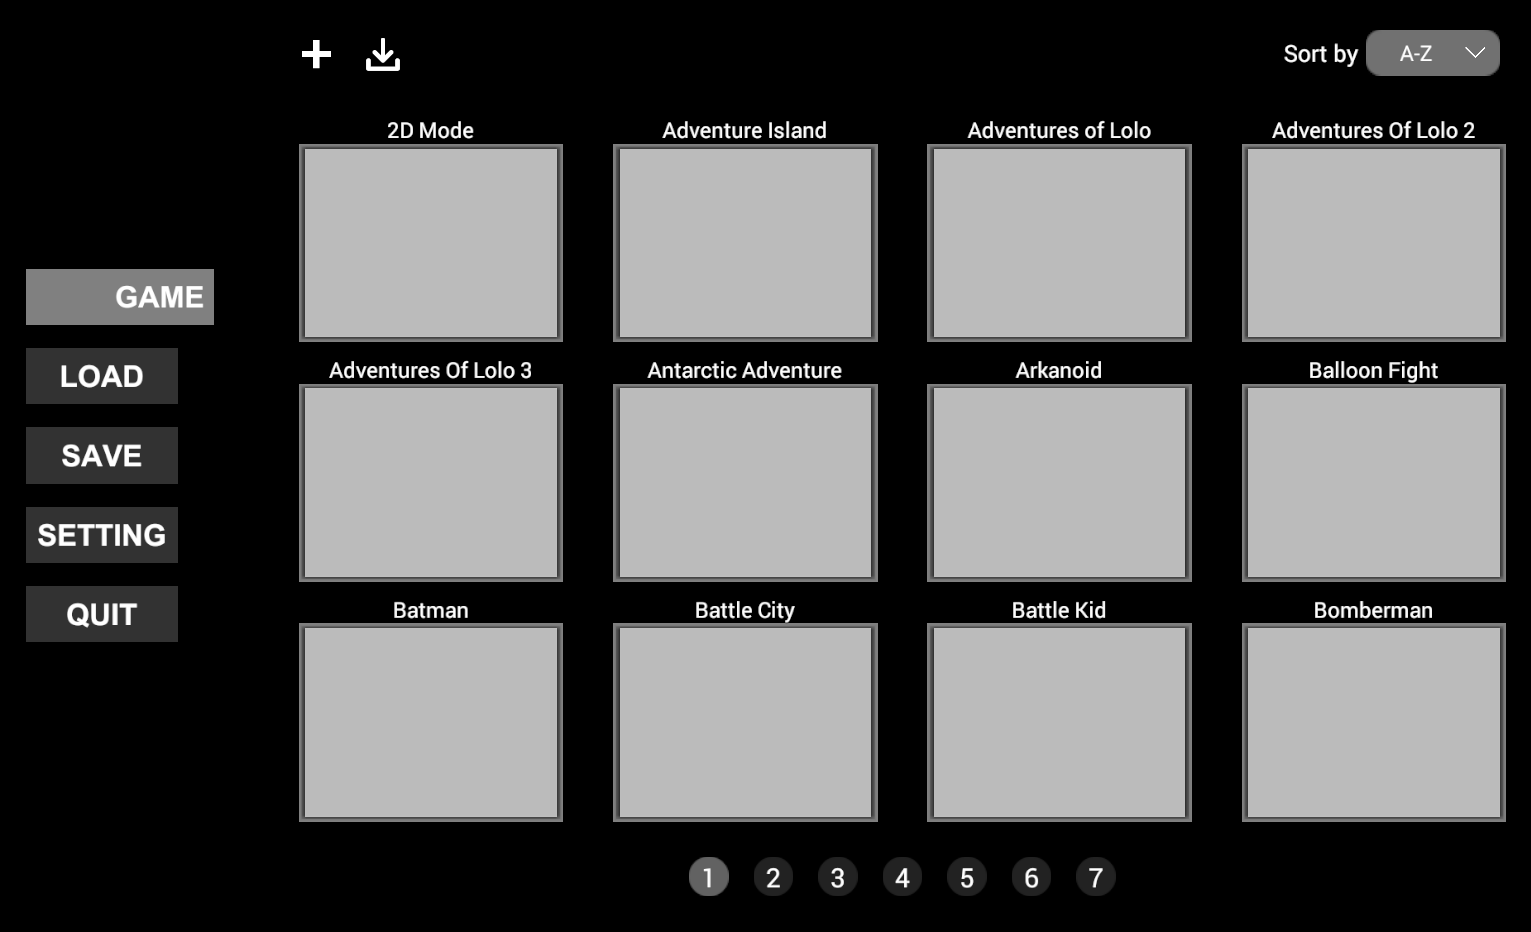 Sort by A-Z
2D Mode
Adventure Island
Adventures of Lolo
Adventures Of Lolo 2
GAME
LOAD
SAVE
SETTING
QUIT
Adventures Of Lolo 3
Antarctic Adventure
Arkanoid
Balloon Fight
Batman
Battle City
Battle Kid
Bomberman
1 2 3 4 5 6 7